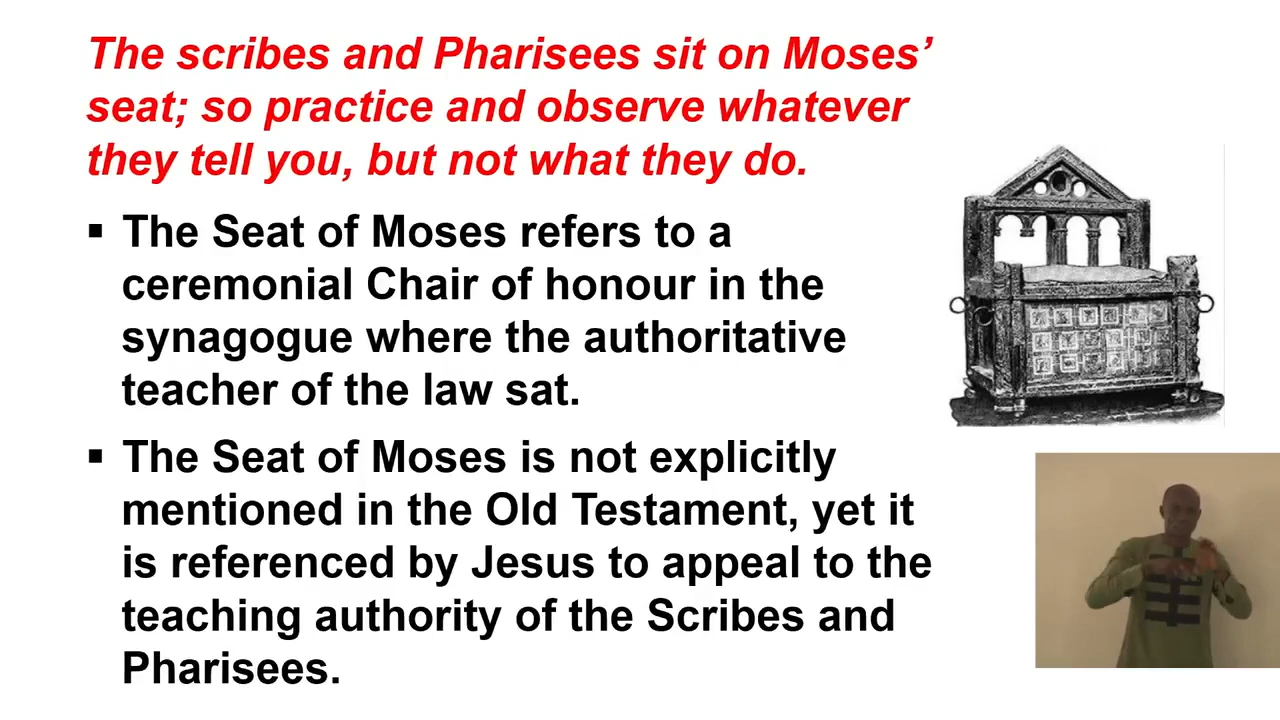 The scribes and Pharisees sit on Moses’
seat; so practice and observe whatever
they tell you, but not what they do.
▪ The Seat of Moses refers to a
ceremonial Chair of honour in the
synagogue where the authoritative
teacher of the law sat.
▪ The Seat of Moses is not explicitly
mentioned in the Old Testament, yet it
is referenced by Jesus to appeal to the
teaching authority of the Scribes and
Pharisees.